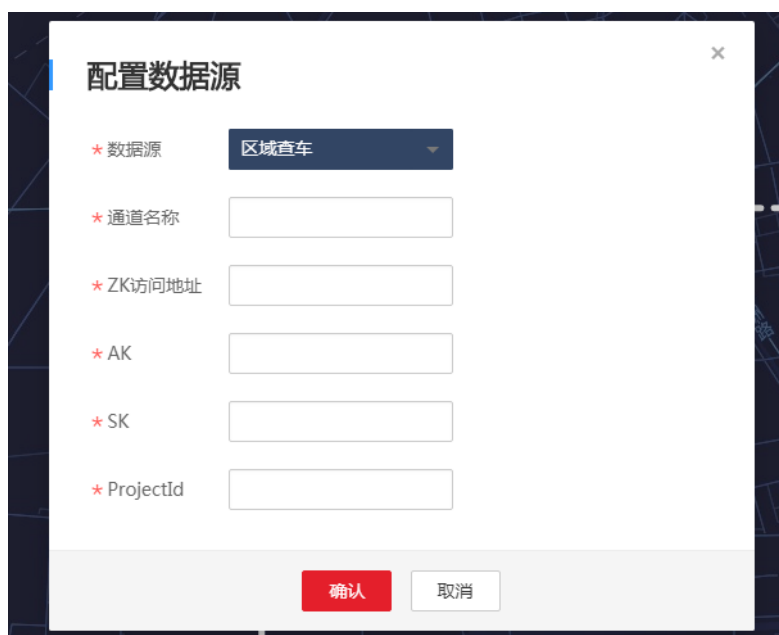 配置数据源
×
* 数据源 区域查车
* 通道名称
* ZK访问地址
* AK
* SK
* ProjectId
确认 取消
路